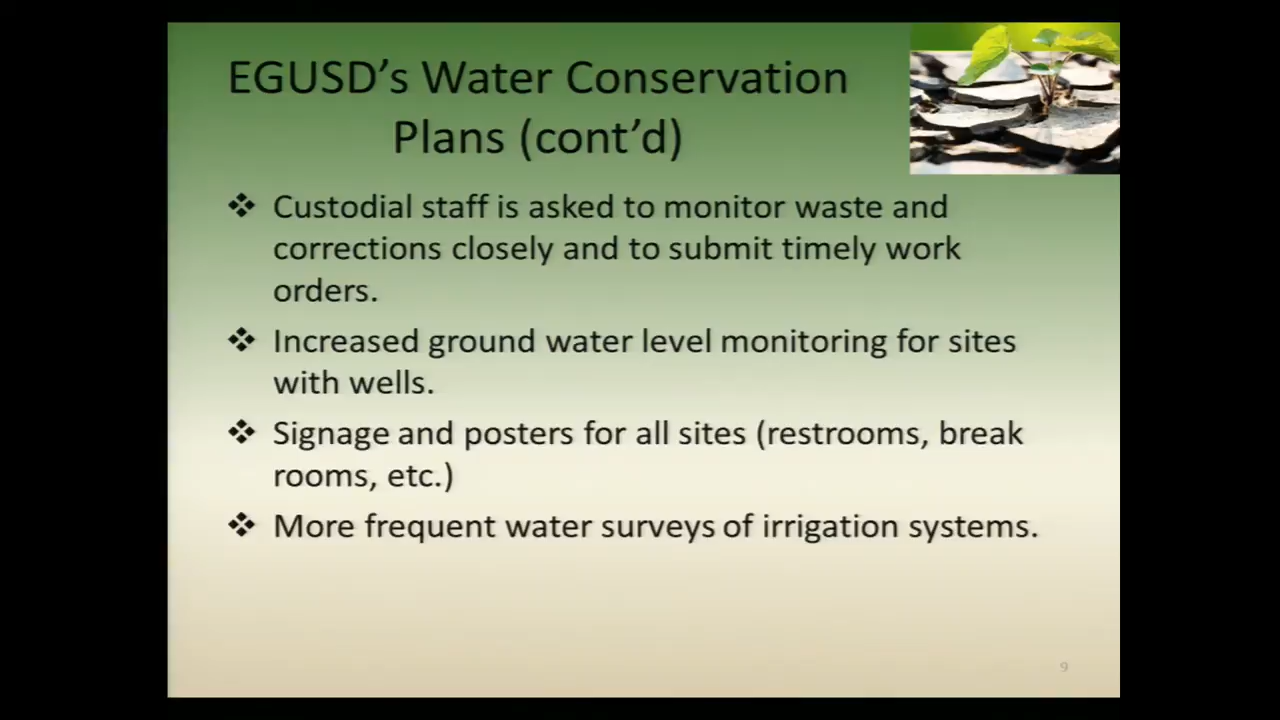 EGUSD's Water Conservation
Plans (cont'd)
❖ Custodial staff is asked to monitor waste and
corrections closely and to submit timely work
orders.
❖ Increased ground water level monitoring for sites
with wells.
❖ Signage and posters for all sites (restrooms, break
rooms, etc.)
❖ More frequent water surveys of irrigation systems.
9